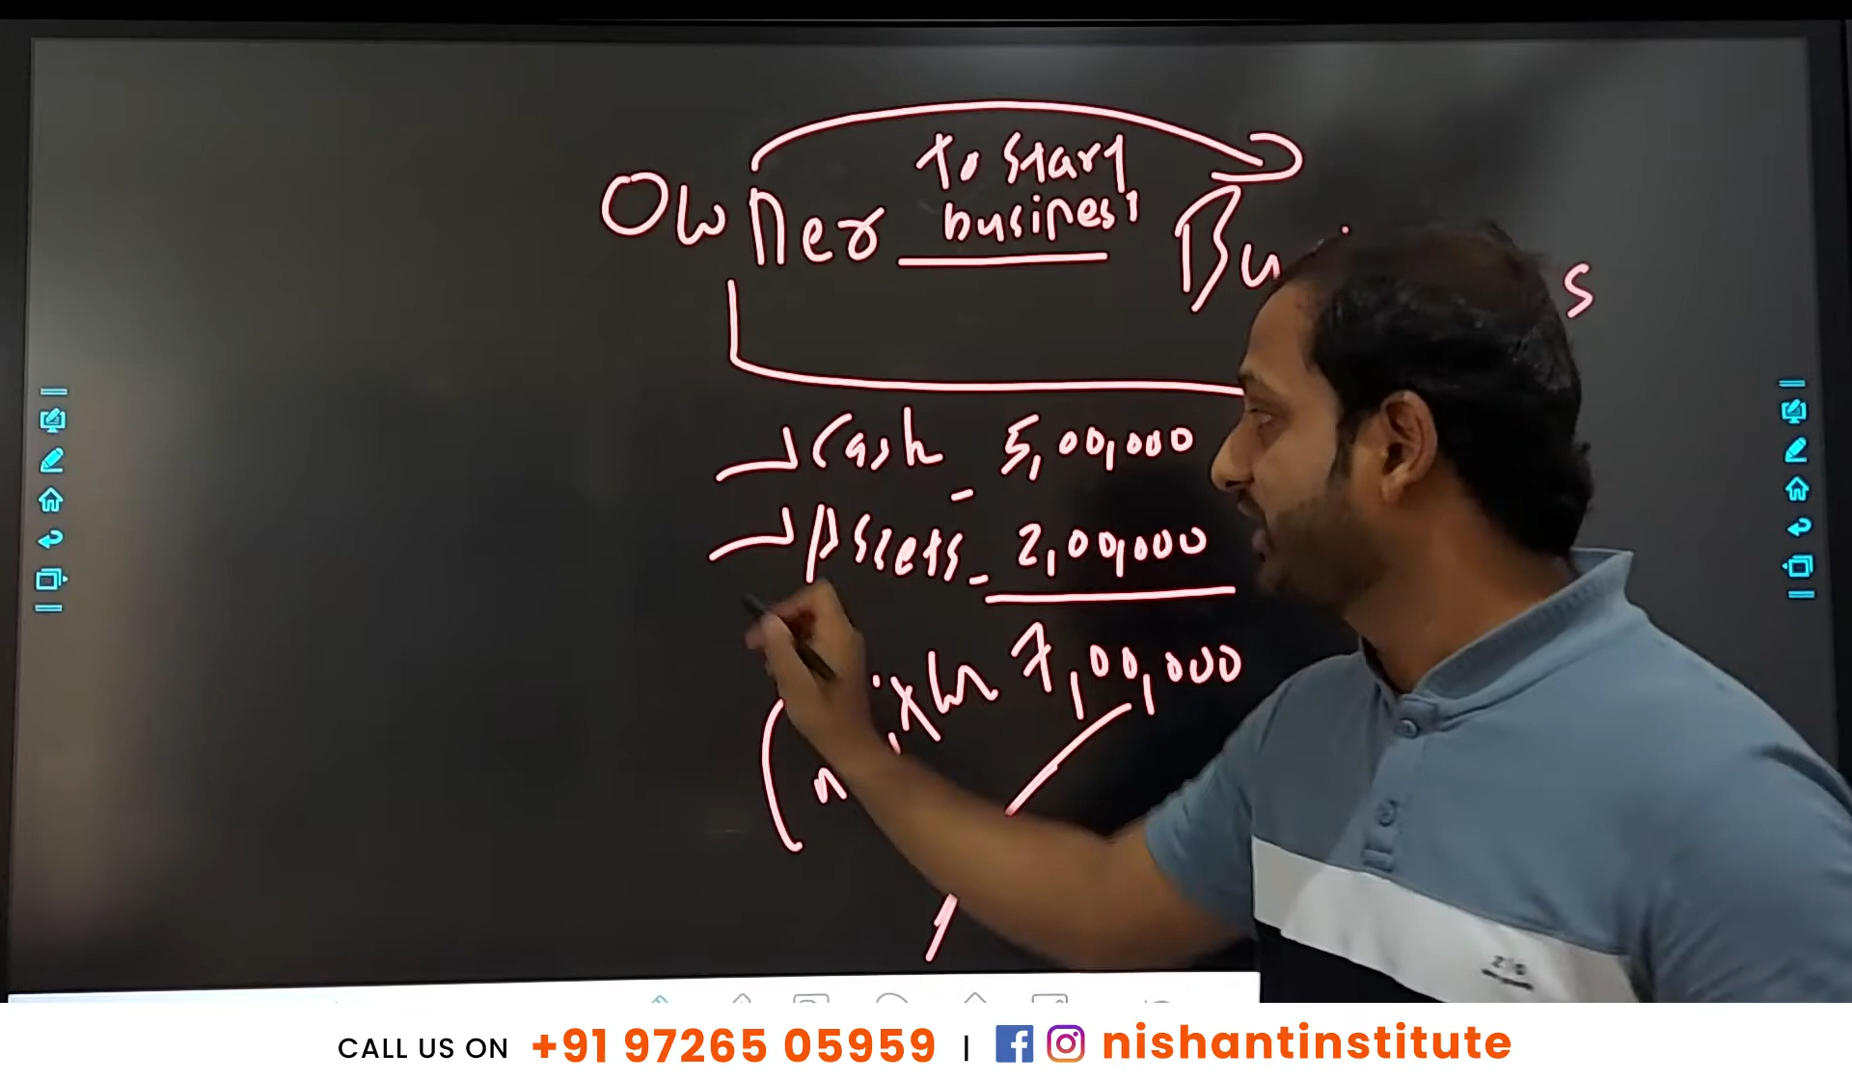 to start
Owner business Bu s
Cash - 5,00,000
Assets - 2,00,000
7,00,000
CALL US ON +91 97265 05959 | nishantinstitute